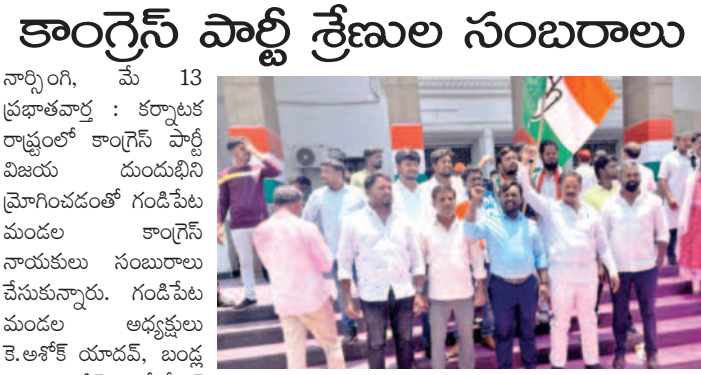 కాంగ్రెస్ పార్టీ శ్రేణుల సంబరాలు
నార్సింగి, మే 13
ప్రభాతవార్త : కర్నాటక
రాష్ట్రంలో కాంగ్రెస్ పార్టీ
విజయ దుందుభిని
మ్రోగించడంతో గండిపేట
మండల కాంగ్రెస్
నాయకులు సంబురాలు
చేసుకున్నారు. గండిపేట
మండల అధ్యక్షులు
కె.అశోక్ యాదవ్, బండ్ల